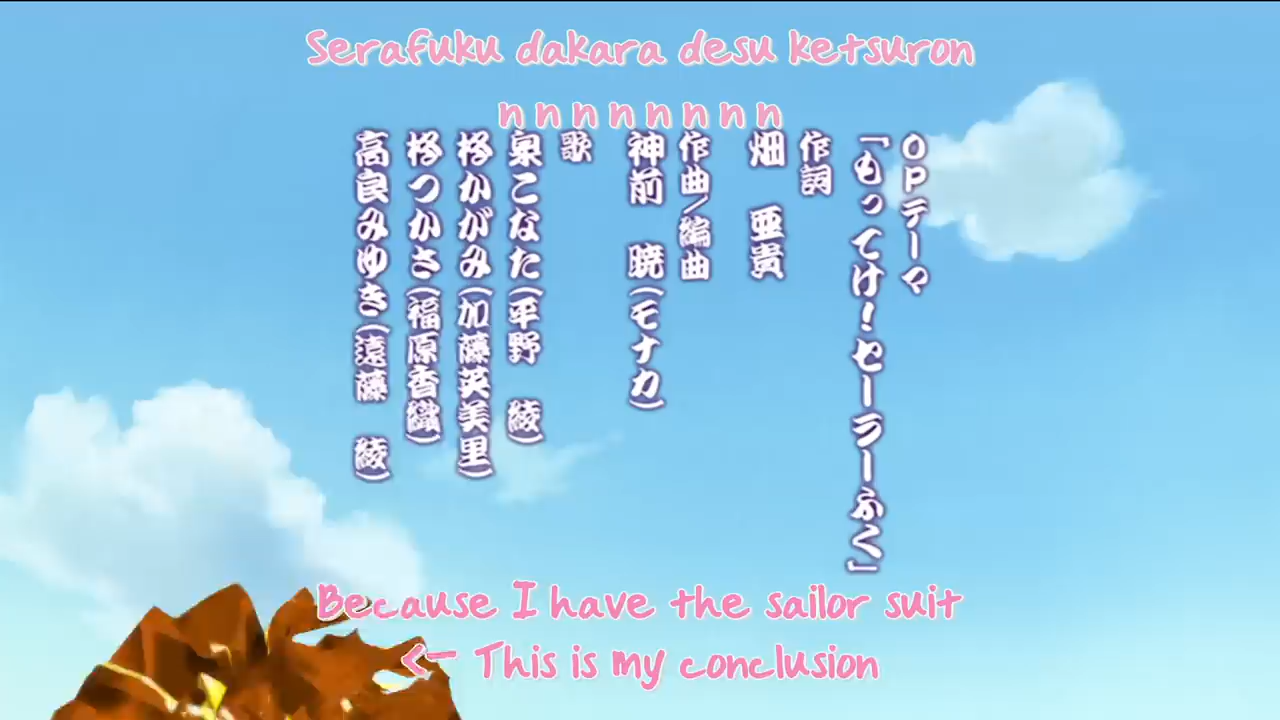 Serafuku dakara desu ketsuron
n n n n n n n n
OPテーマ
「もってけ!セーラーふく」
作詞
畑 亜貴
作曲/編曲
神前 暁(モナカ)
歌
泉こなた(平野 綾)
柊かがみ(加藤英美里)
柊つかさ(福原香織)
高良みゆき(遠藤 綾)
Because I have the sailor suit
<- This is my conclusion